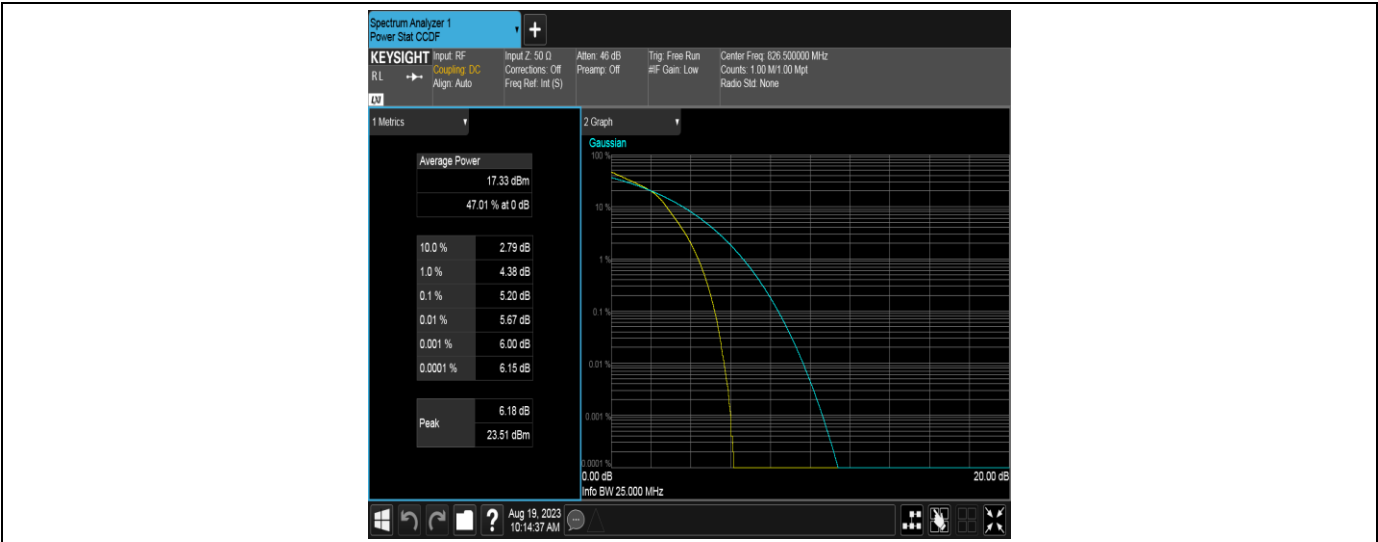 Spectrum Analyzer 1
Power Stat CCDF
+
KEYSIGHT
Input: RF
Input Z: 50 Ω
Atten: 46 dB
Trig: Free Run
Center Freq: 826.500000 MHz
RL
Coupling: DC
Corrections: Off
Preamp: Off
#IF Gain: Low
Counts: 1.00 M/1.00 Mpt
Align: Auto
Freq Ref: Int (S)
Radio Std: None
LXI
1 Metrics
Average Power
17.33 dBm
47.01 % at 0 dB
10.0 % 2.79 dB
1.0 % 4.38 dB
0.1 % 5.20 dB
0.01 % 5.67 dB
0.001 % 6.00 dB
0.0001 % 6.15 dB
Peak
6.18 dB
23.51 dBm
2 Graph
Gaussian
100 %
10 %
1 %
0.1 %
0.01 %
0.001 %
0.0001 %
0.00 dB 20.00 dB
Info BW 25.000 MHz
?
Aug 19, 2023
10:14:37 AM